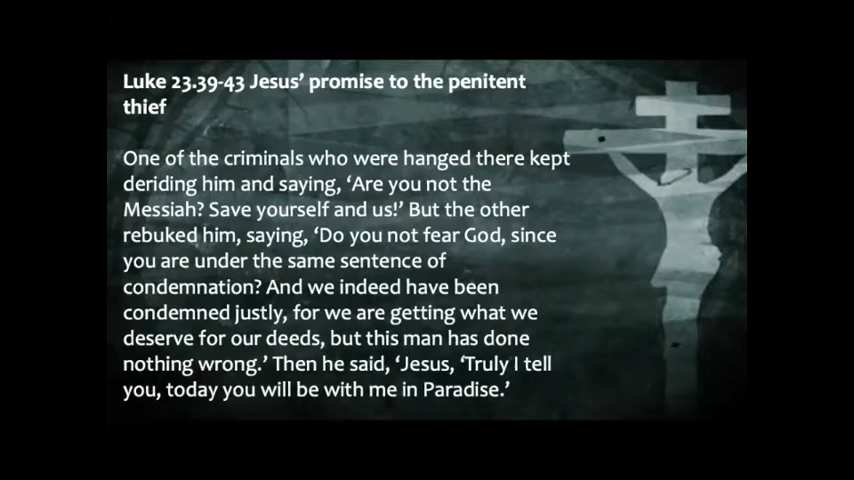 Luke 23.39-43 Jesus’ promise to the penitent
thief
One of the criminals who were hanged there kept
deriding him and saying, ‘Are you not the
Messiah? Save yourself and us!’ But the other
rebuked him, saying, ‘Do you not fear God, since
you are under the same sentence of
condemnation? And we indeed have been
condemned justly, for we are getting what we
deserve for our deeds, but this man has done
nothing wrong.’ Then he said, ‘Jesus, ‘Truly I tell
you, today you will be with me in Paradise.’